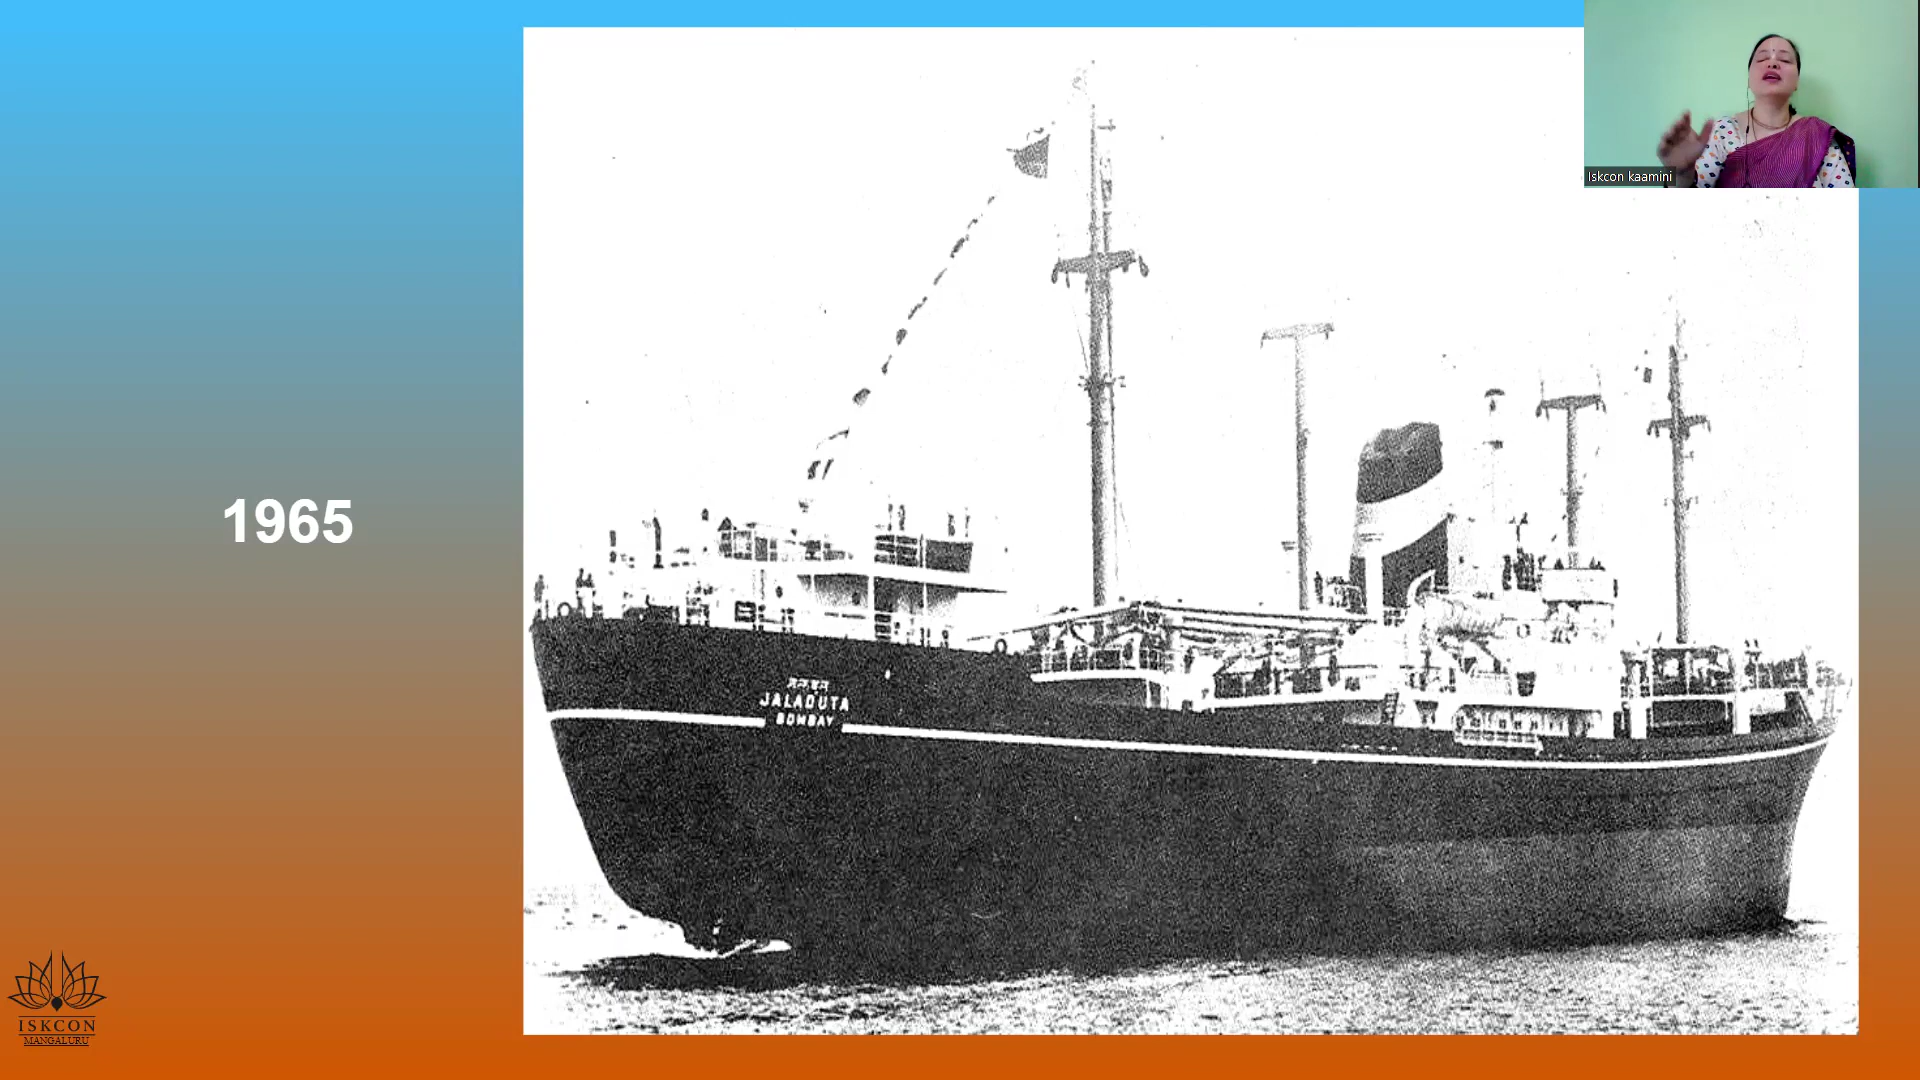 Iskcon kaamini
1965
JALADUTA
BOMBAY
ISKCON
MANGALURU